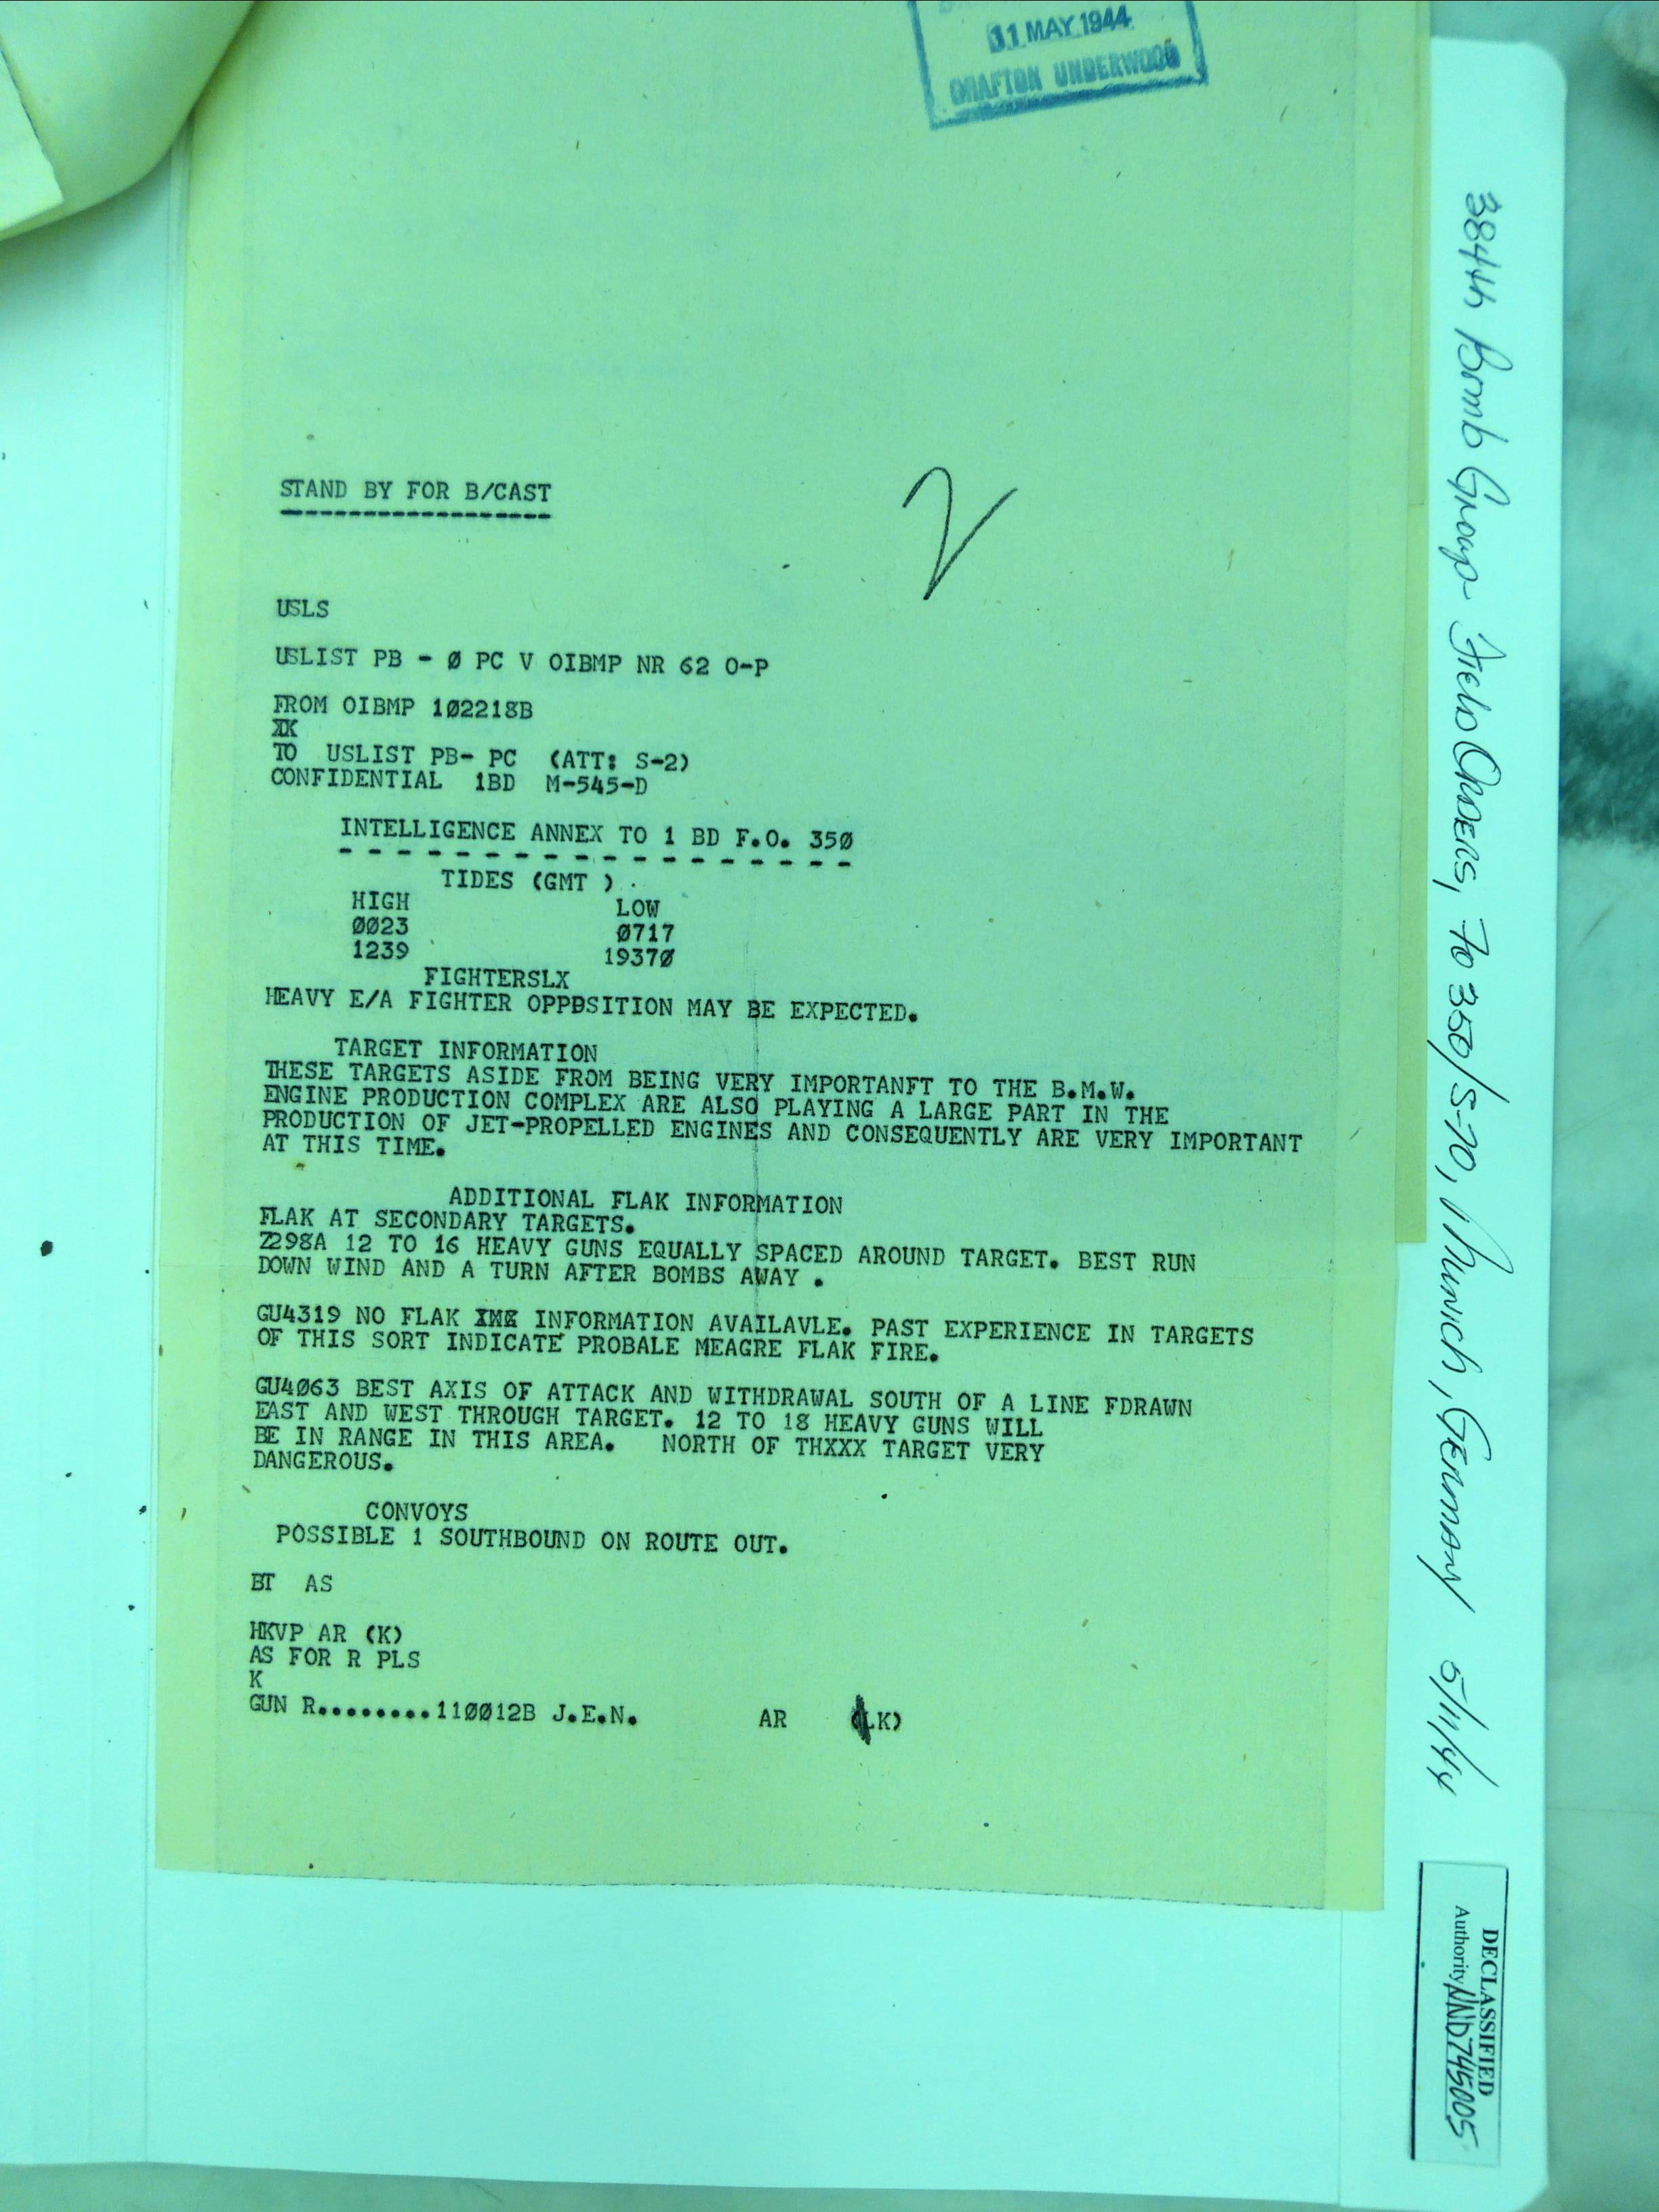 11 MAY 1944
GRAFTON UNDERWOOD
2
STAND BY FOR B/CAST
------------------
USLS
USLIST PB - Ø PC V OIBMP NR 62 O-P
FROM OIBMP 1Ø2218B
TO USLIST PB- PC (ATT: S-2)
CONFIDENTIAL 1BD M-545-D
INTELLIGENCE ANNEX TO 1 BD F.O. 35Ø
- - - - - - - - - - - - - - - - - -
TIDES (GMT )
HIGH LOW
ØØ23 Ø717
1239 1937Ø
FIGHTERSLX
HEAVY E/A FIGHTER OPPBSITION MAY BE EXPECTED.
TARGET INFORMATION
THESE TARGETS ASIDE FROM BEING VERY IMPORTANFT TO THE B.M.W.
ENGINE PRODUCTION COMPLEX ARE ALSO PLAYING A LARGE PART IN THE
PRODUCTION OF JET-PROPELLED ENGINES AND CONSEQUENTLY ARE VERY IMPORTANT
AT THIS TIME.
ADDITIONAL FLAK INFORMATION
FLAK AT SECONDARY TARGETS.
Z298A 12 TO 16 HEAVY GUNS EQUALLY SPACED AROUND TARGET. BEST RUN
DOWN WIND AND A TURN AFTER BOMBS AWAY .
GU4319 NO FLAK INFORMATION AVAILAVLE. PAST EXPERIENCE IN TARGETS
OF THIS SORT INDICATE PROBALE MEAGRE FLAK FIRE.
GU4Ø63 BEST AXIS OF ATTACK AND WITHDRAWAL SOUTH OF A LINE FDRAWN
EAST AND WEST THROUGH TARGET. 12 TO 18 HEAVY GUNS WILL
BE IN RANGE IN THIS AREA. NORTH OF THXXX TARGET VERY
DANGEROUS.
CONVOYS
POSSIBLE 1 SOUTHBOUND ON ROUTE OUT.
BT AS
HKVP AR (K)
AS FOR R PLS
K
GUN R........11ØØ12B J.E.N. AR (K)
384th Bomb Group Field Orders, FO 350/S-70, Munich, Germany 5/11/44
DECLASSIFIED
Authority NND745005